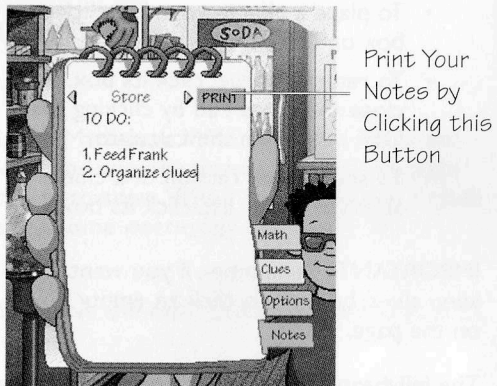 SODA
Store
PRINT
TO DO:
1. Feed Frank
2. Organize clues
Math
Clues
Options
Notes
Print Your
Notes by
Clicking this
Button